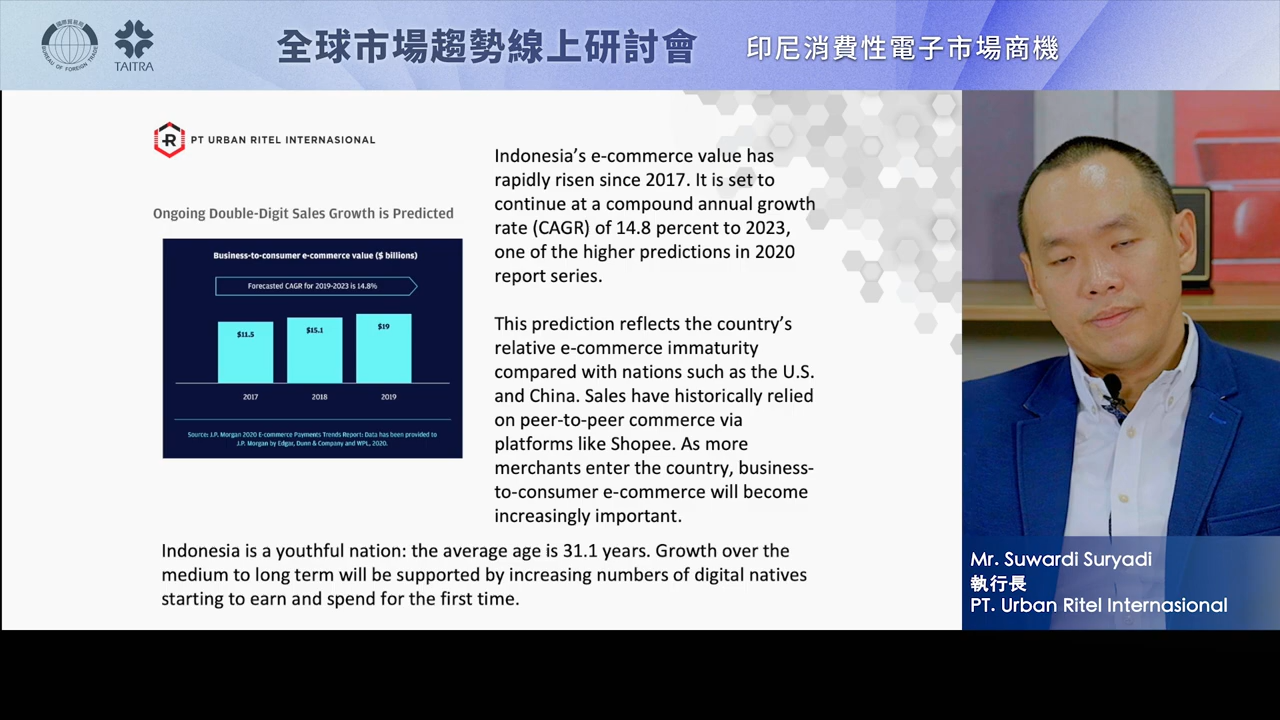 全球市場趨勢線上研討會
印尼消費性電子市場商機
國際貿易局
BUREAU OF FOREIGN TRADE
TAITRA
R PT URBAN RITEL INTERNASIONAL
Ongoing Double-Digit Sales Growth is Predicted
Business-to-consumer e-commerce value ($ billions)
Forecasted CAGR for 2019-2023 is 14.8%
$11.5
$15.1
$19
2017
2018
2019
Source: J.P. Morgan 2020 E-commerce Payments Trends Report: Data has been provided to
J.P. Morgan by Edgar, Dunn & Company and WPL, 2020.
Indonesia’s e-commerce value has
rapidly risen since 2017. It is set to
continue at a compound annual growth
rate (CAGR) of 14.8 percent to 2023,
one of the higher predictions in 2020
report series.
This prediction reflects the country’s
relative e-commerce immaturity
compared with nations such as the U.S.
and China. Sales have historically relied
on peer-to-peer commerce via
platforms like Shopee. As more
merchants enter the country, business-
to-consumer e-commerce will become
increasingly important.
Indonesia is a youthful nation: the average age is 31.1 years. Growth over the
medium to long term will be supported by increasing numbers of digital natives
starting to earn and spend for the first time.
Mr. Suwardi Suryadi
執行長
PT. Urban Ritel Internasional